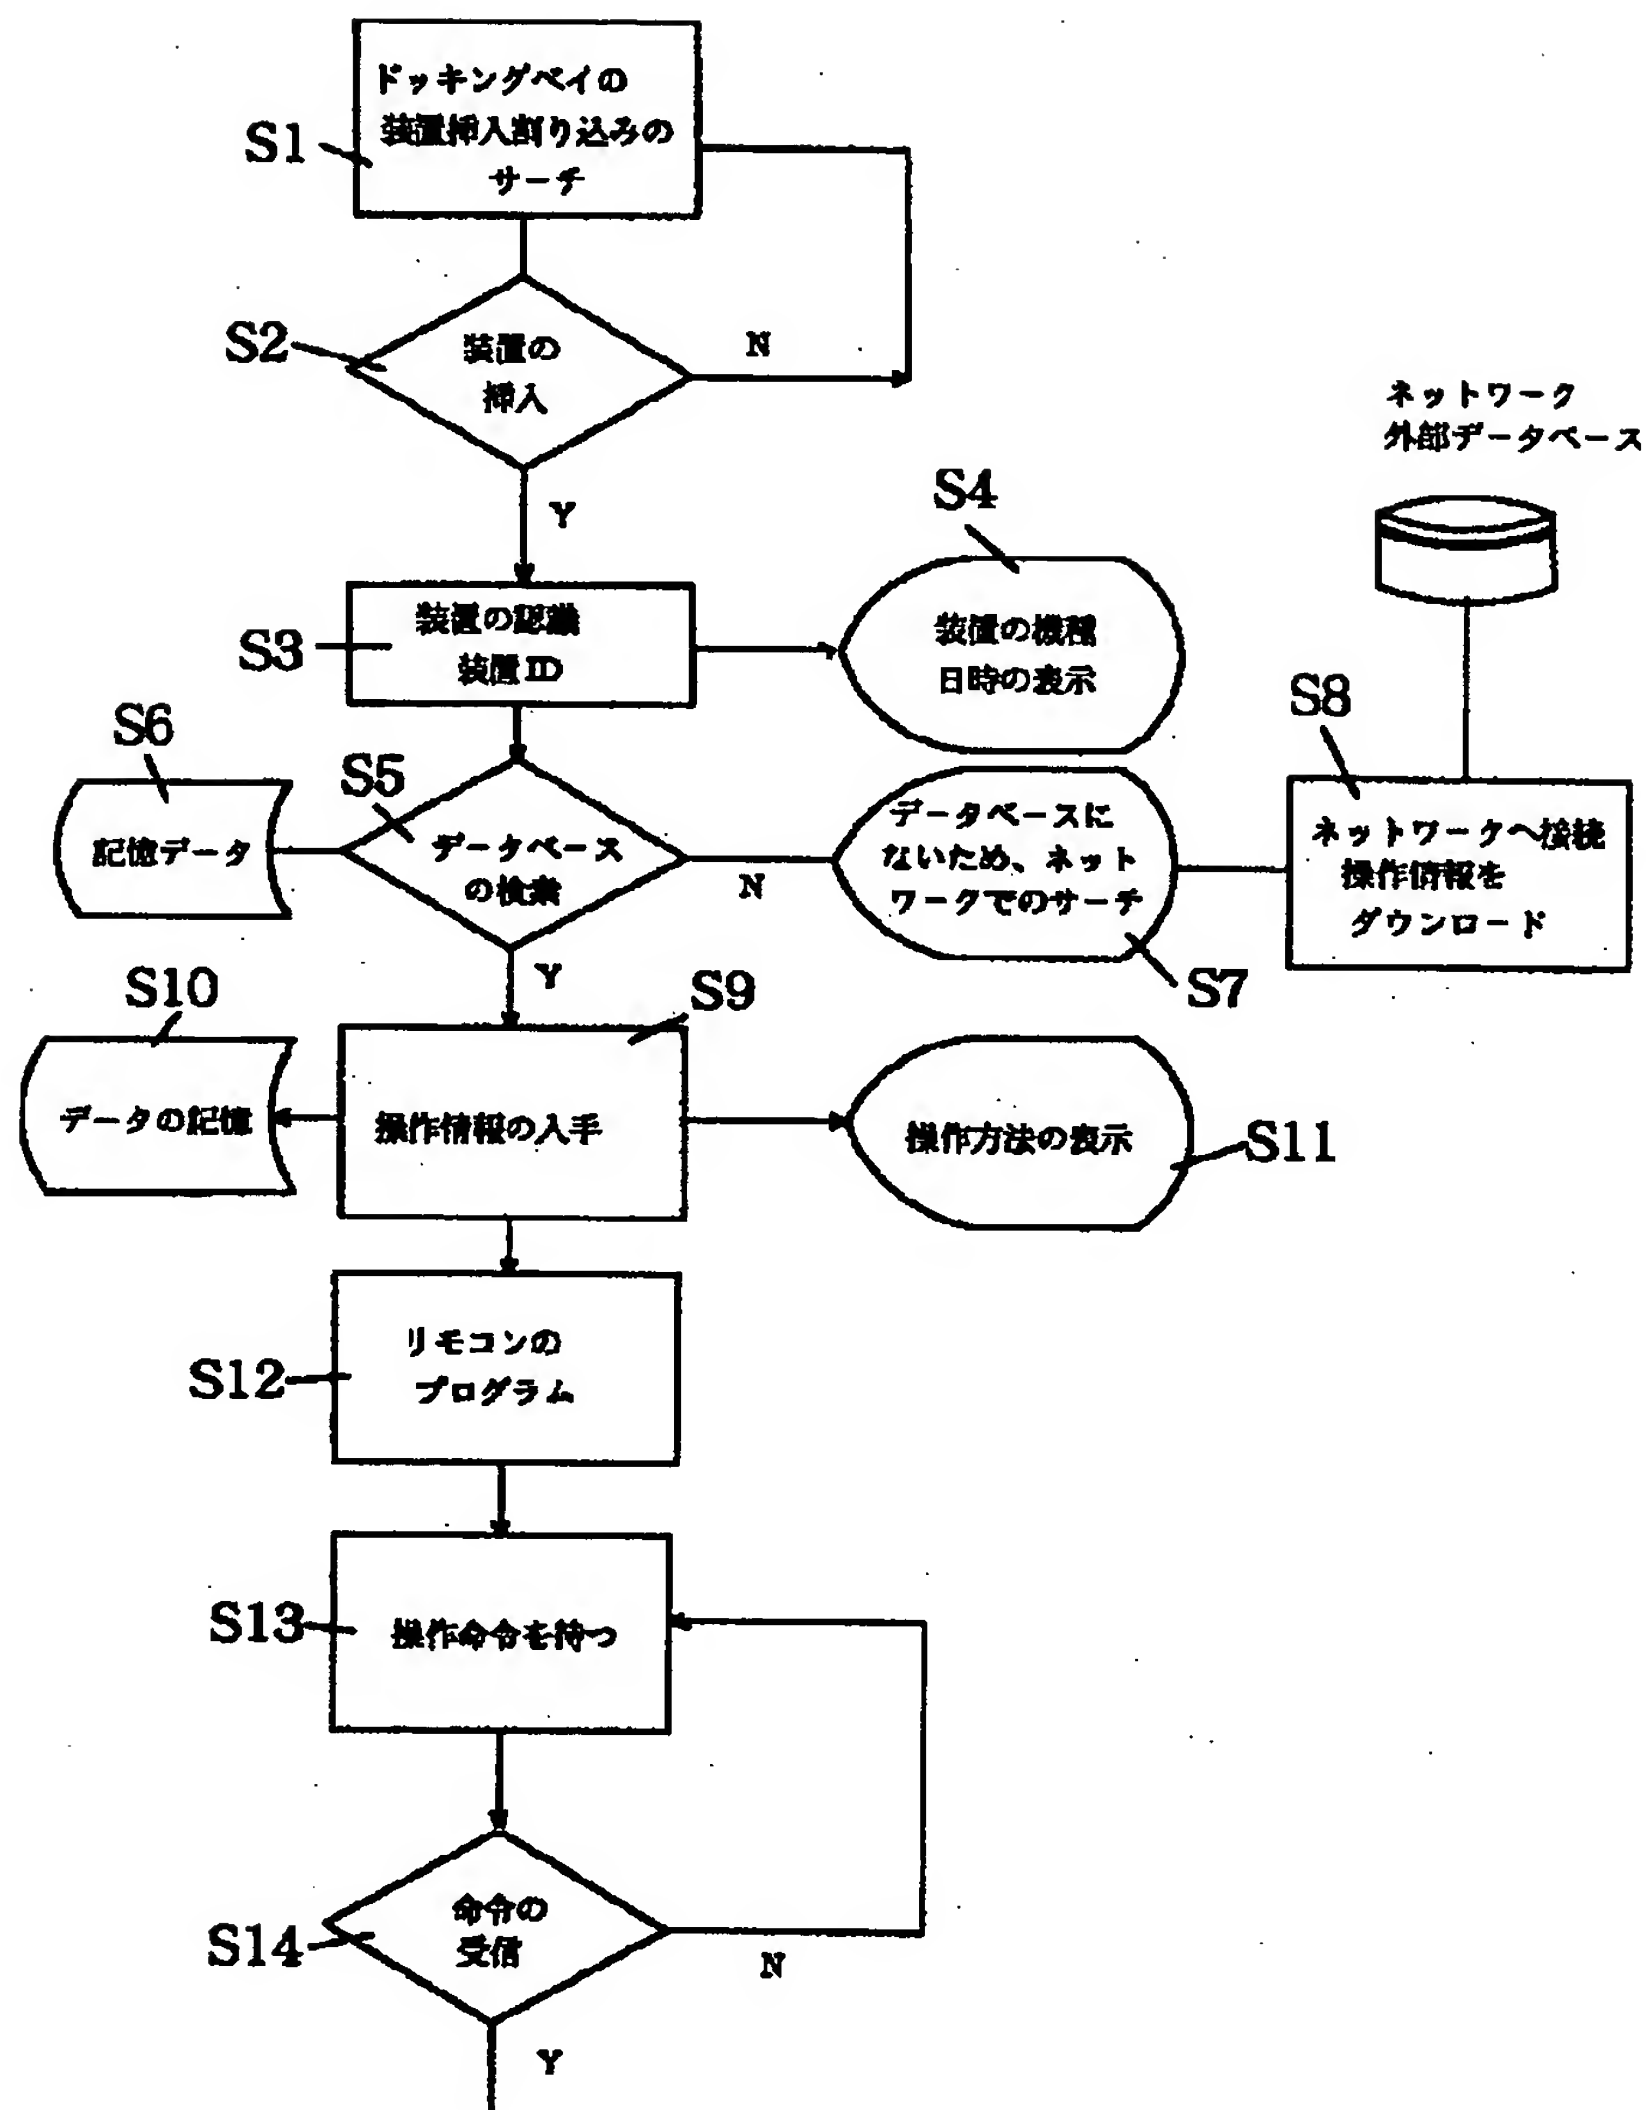 ドッキングベイの
装置挿入割り込みの
サーチ
S1
S2
装置の
挿入
N
Y
ネットワーク
外部データベース
S3
装置の認識
装置ID
S4
装置の機種
日時の表示
S6
記憶データ
S5
データベース
の検索
N
Y
データベースに
ないため、ネット
ワークでのサーチ
S7
S8
ネットワークへ接続
操作情報を
ダウンロード
S10
データの記憶
S9
操作情報の入手
操作方法の表示
S11
S12
リモコンの
プログラム
S13
操作命令を待つ
S14
命令の
受信
N
Y